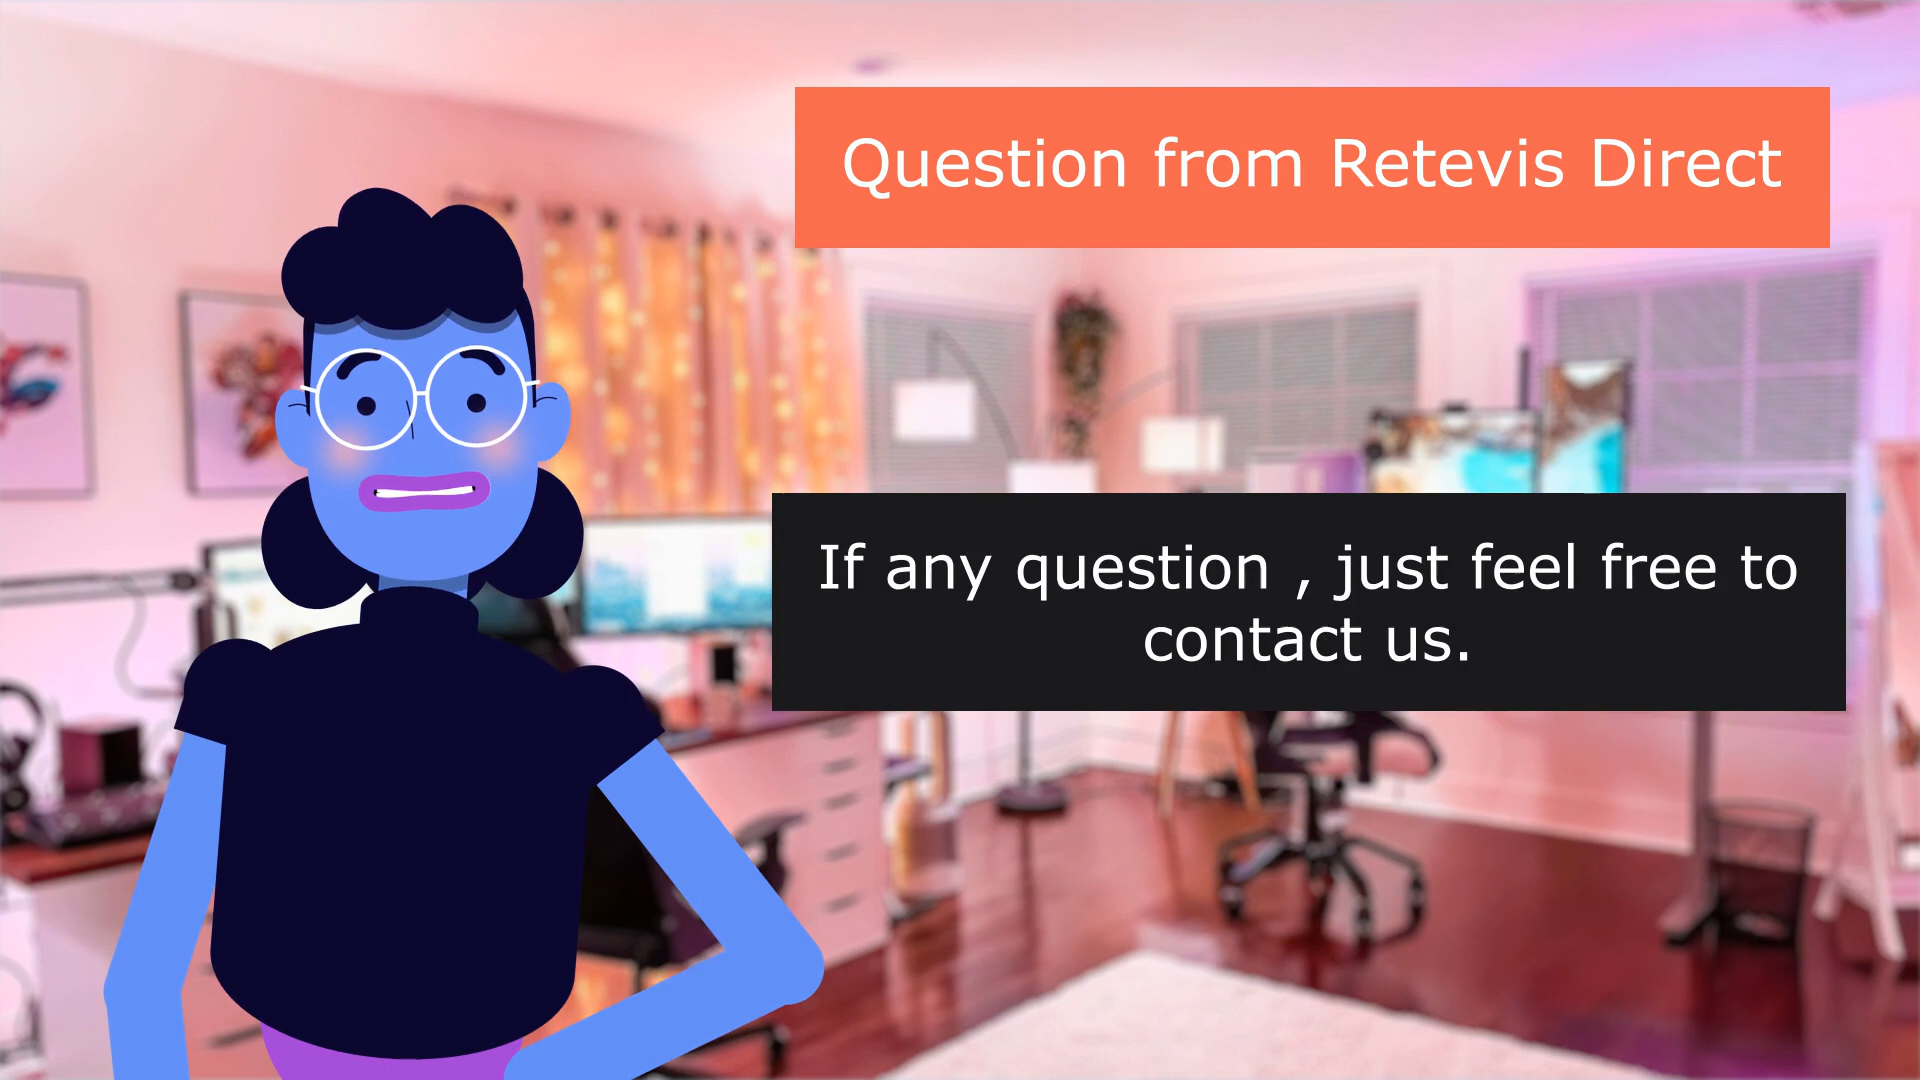 Question from Retevis Direct
If any question , just feel free to
contact us.